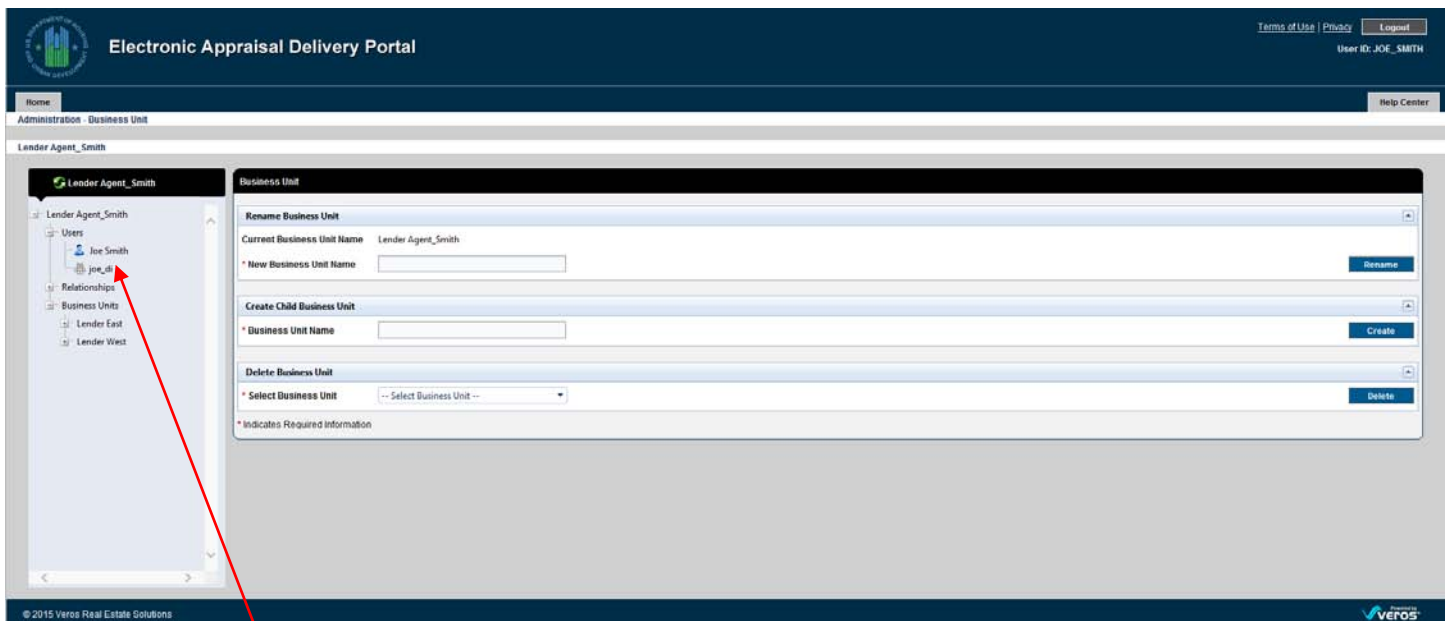 Terms of Use | Privacy Logout
Electronic Appraisal Delivery Portal
User ID: JOE_SMITH
Home Help Center
Administration - Business Unit
Lender Agent_Smith
Lender Agent_Smith
Business Unit
Lender Agent_Smith
Users
Joe Smith
joe_di
Relationships
Business Units
Lender East
Lender West
Rename Business Unit
Current Business Unit Name Lender Agent_Smith
* New Business Unit Name Rename
Create Child Business Unit
* Business Unit Name Create
Delete Business Unit
* Select Business Unit -- Select Business Unit -- Delete
* Indicates Required Information
© 2015 Veros Real Estate Solutions
Powered by
veros